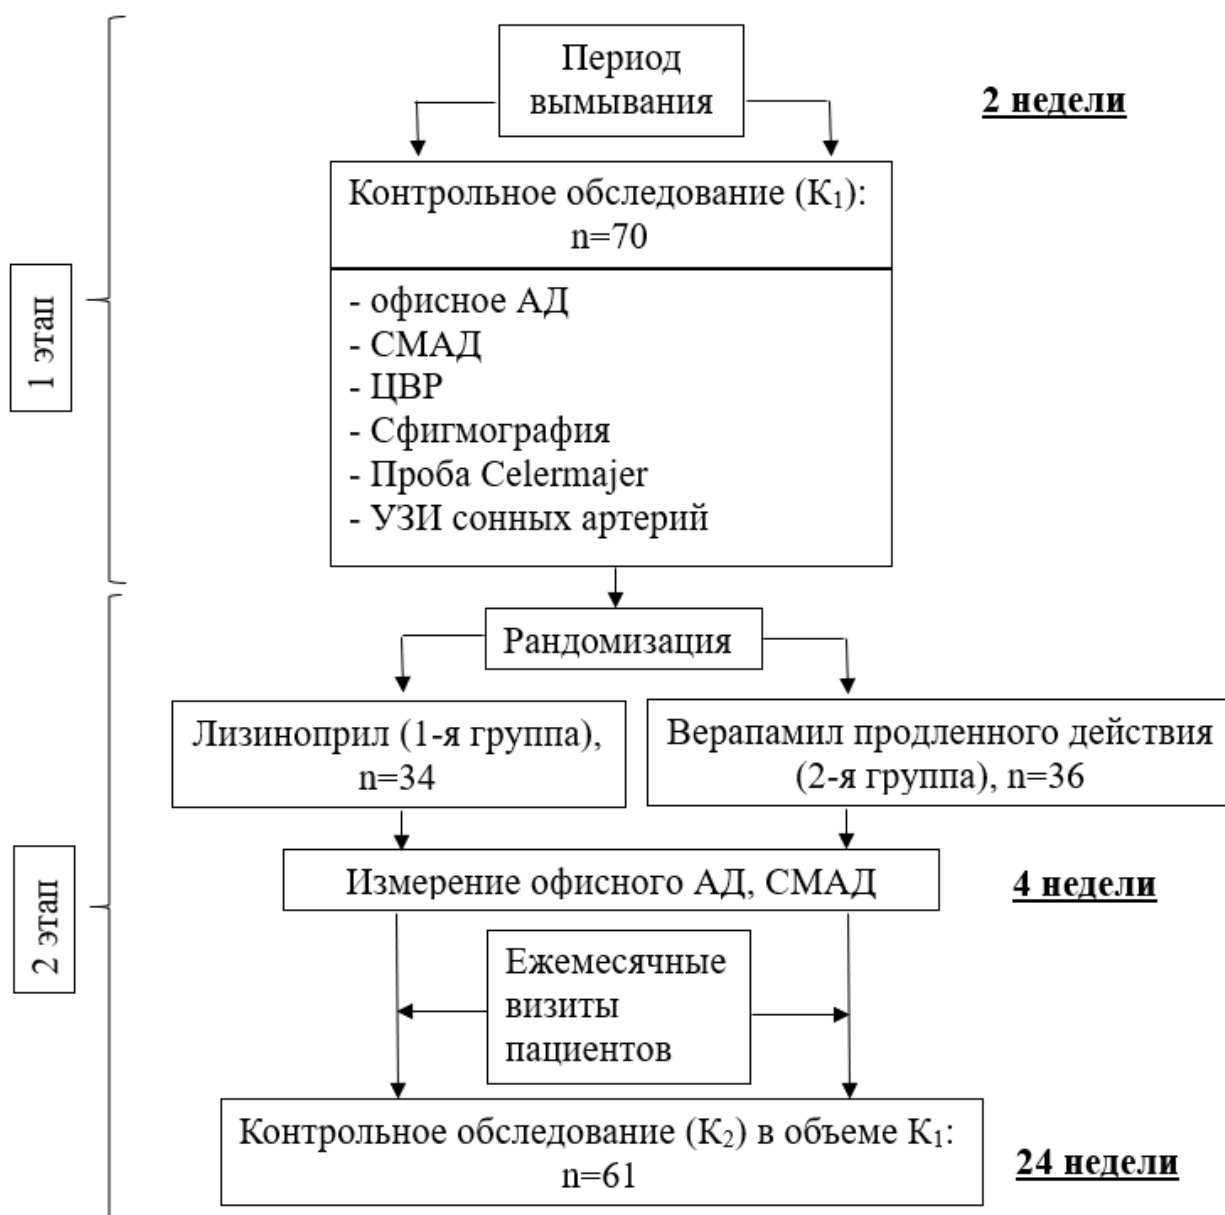 Период
вымывания
2 недели
Контрольное обследование (К₁):
n=70
1 этап
- офисное АД
- СМАД
- ЦВР
- Сфигмография
- Проба Celermajer
- УЗИ сонных артерий
Рандомизация
Лизиноприл (1-я группа),
n=34
Верапамил продленного действия
(2-я группа), n=36
2 этап
Измерение офисного АД, СМАД
4 недели
Ежемесячные
визиты
пациентов
Контрольное обследование (К₂) в объеме К₁:
n=61
24 недели